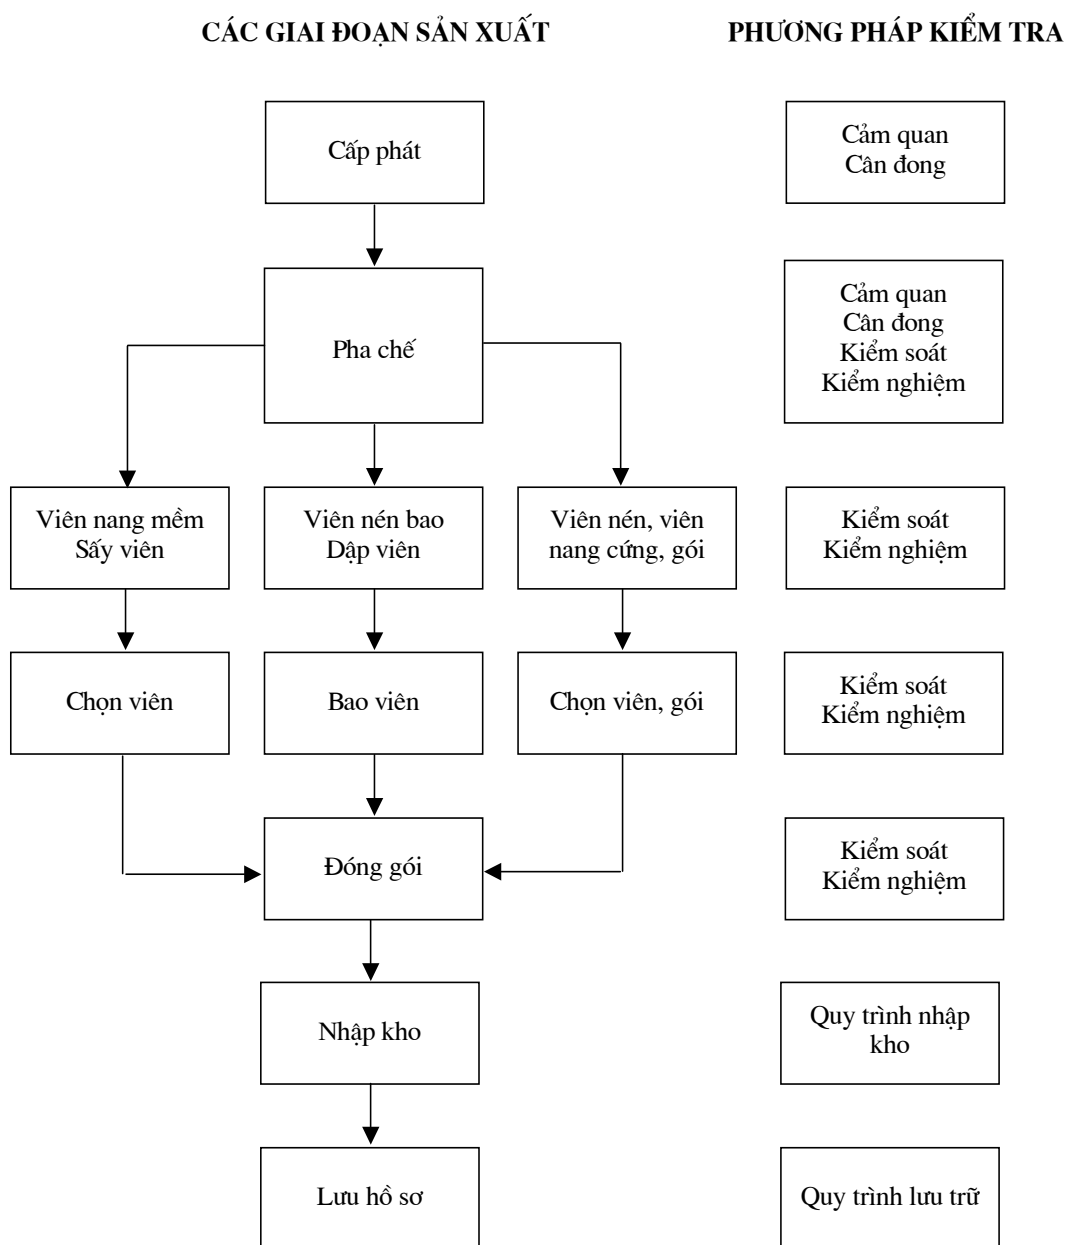 CÁC GIAI ĐOẠN SẢN XUẤT
PHƯƠNG PHÁP KIỂM TRA
Cấp phát
Cảm quan
Cân đong
Pha chế
Cảm quan
Cân đong
Kiểm soát
Kiểm nghiệm
Viên nang mềm
Sấy viên
Viên nén bao
Dập viên
Viên nén, viên
nang cứng, gói
Kiểm soát
Kiểm nghiệm
Chọn viên
Bao viên
Chọn viên, gói
Kiểm soát
Kiểm nghiệm
Đóng gói
Kiểm soát
Kiểm nghiệm
Nhập kho
Quy trình nhập
kho
Lưu hồ sơ
Quy trình lưu trữ